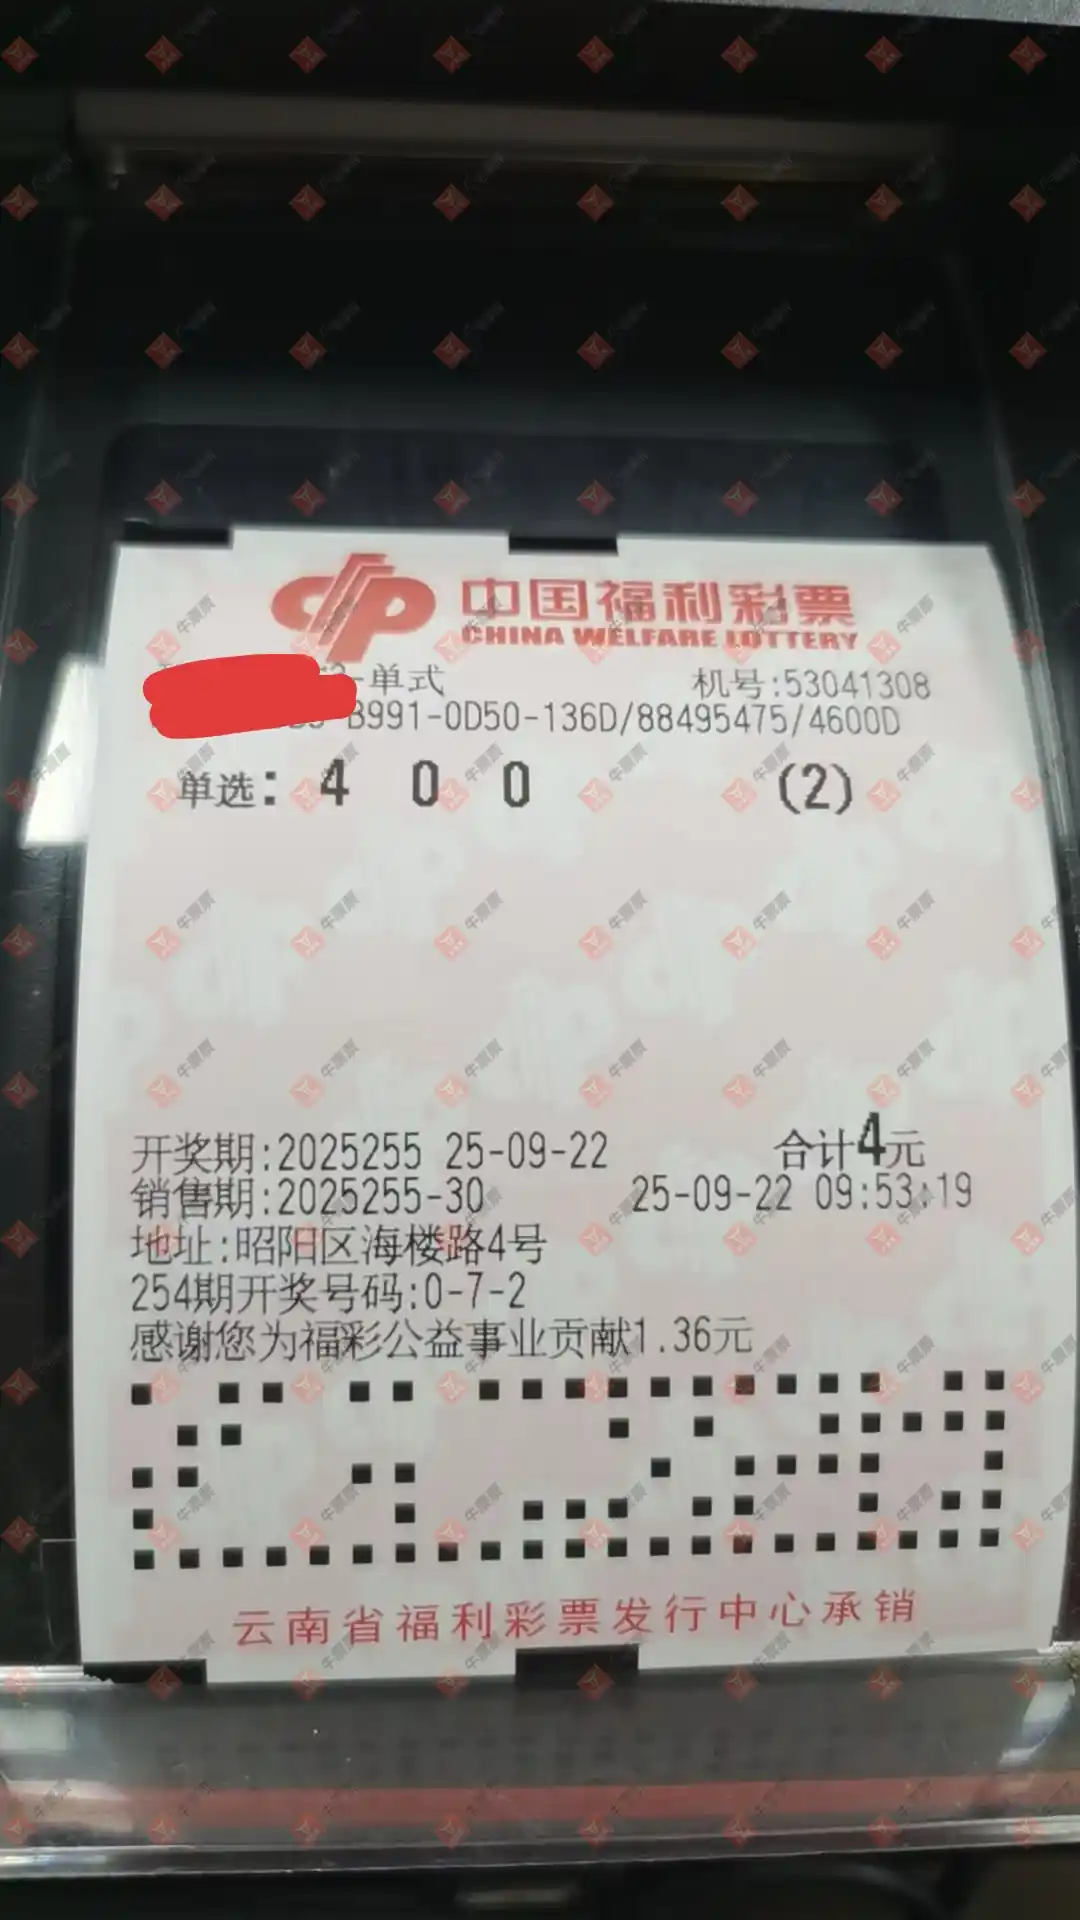 中国福利彩票
CHINA WELFARE LOTTERY
-单式 机号:53041308
B991-0D50-136D/88495475/4600D
单选: 4 0 0 (2)
开奖期:2025255 25-09-22 合计4元
销售期:2025255-30 25-09-22 09:53:19
地址:昭阳区海楼路4号
254期开奖号码:0-7-2
感谢您为福彩公益事业贡献1.36元
云南省福利彩票发行中心承销
牛票票